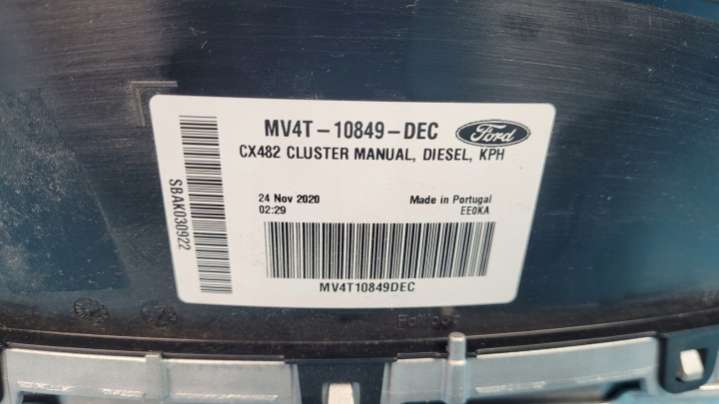 MV4T-10849-DEC Ford
CX482 CLUSTER MANUAL, DIESEL, KPH
SBAK030922
24 Nov 2020 Made in Portugal
02:29 EE0KA
MV4T10849DEC